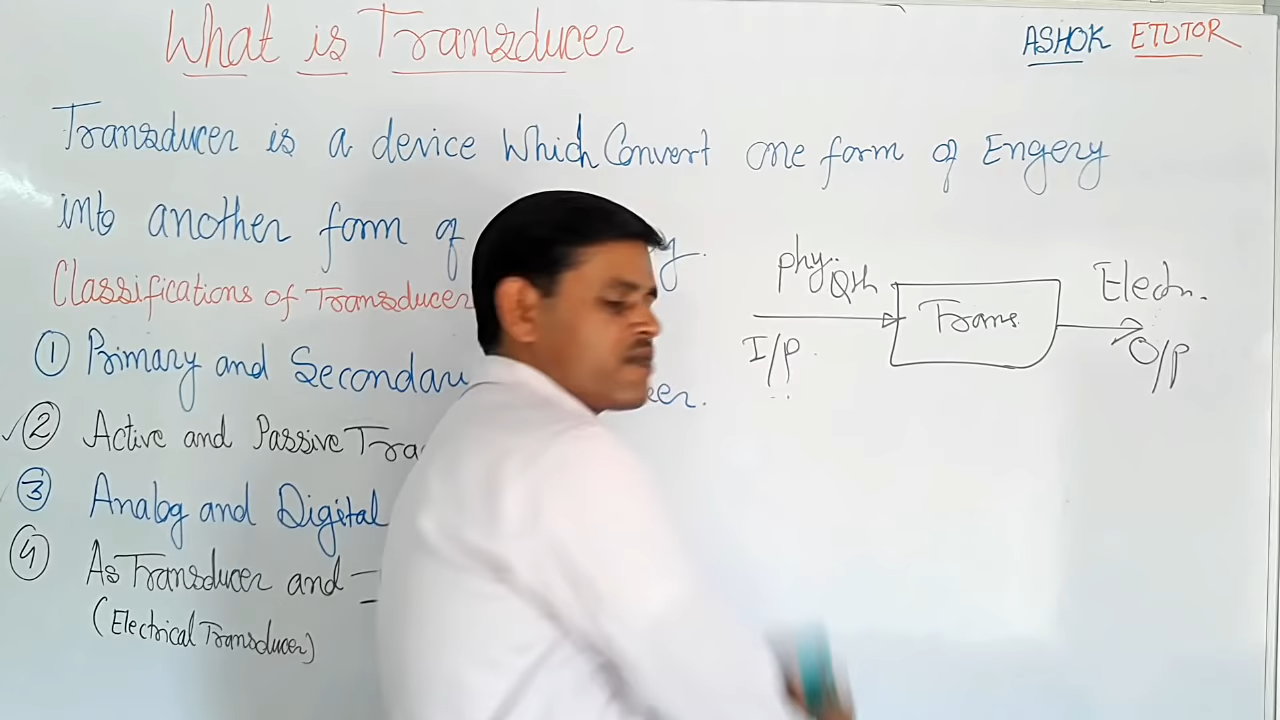 What is Transducer
ASHOK ETUTOR
Transducer is a device Which Convert one form of Engery
into another form of
Classifications of Transducer
① Primary and Secondary
② Active and Passive
③ Analog and Digital
④ As Transducer and
(Electrical Transducer)
phy. Qth
I/P
Trans.
Electr.
O/P